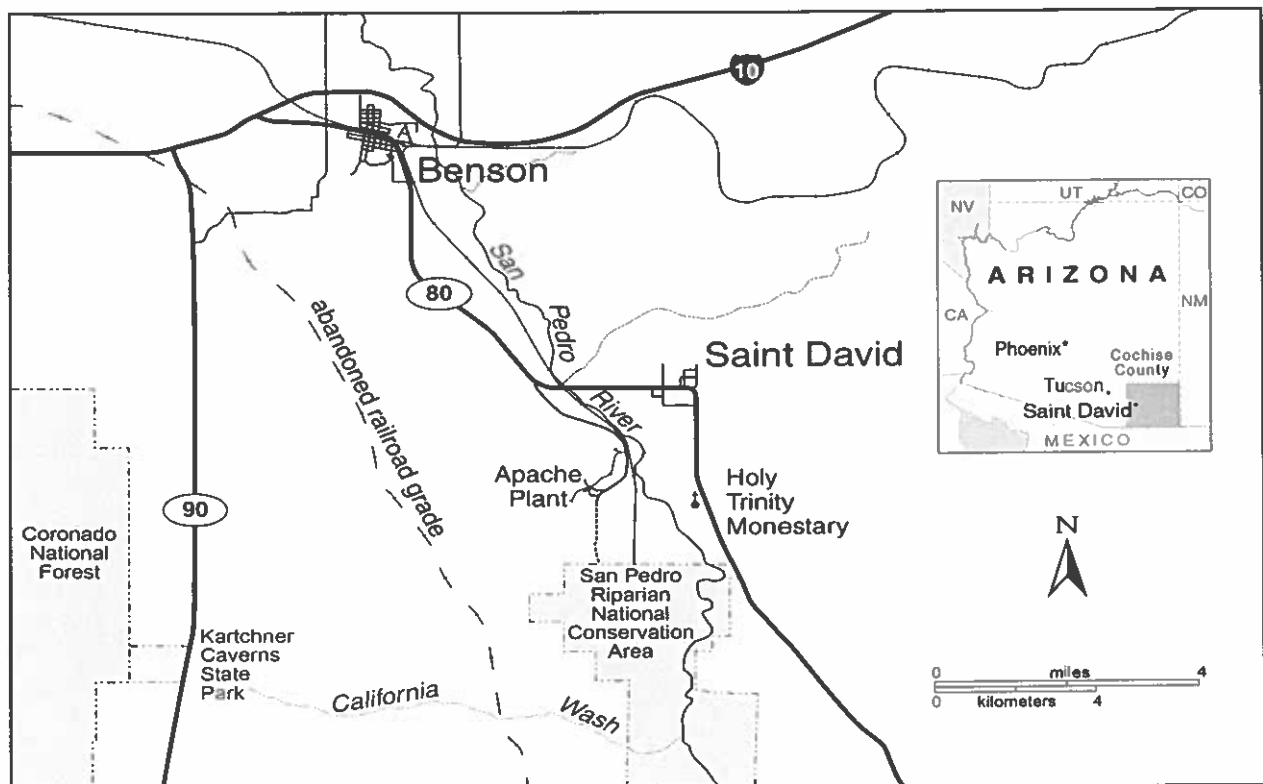 10
Benson
San
Pedro
River
80
abandoned railroad grade
Saint David
Apache
Plant
Holy
Trinity
Monestary
90
Coronado
National
Forest
San Pedro
Riparian
National
Conservation
Area
Kartchner
Caverns
State
Park
California
Wash
UT
CO
NV
ARIZONA
CA
NM
Phoenix*
Cochise
County
Tucson
Saint David*
MEXICO
N
0 miles 4
0 kilometers 4